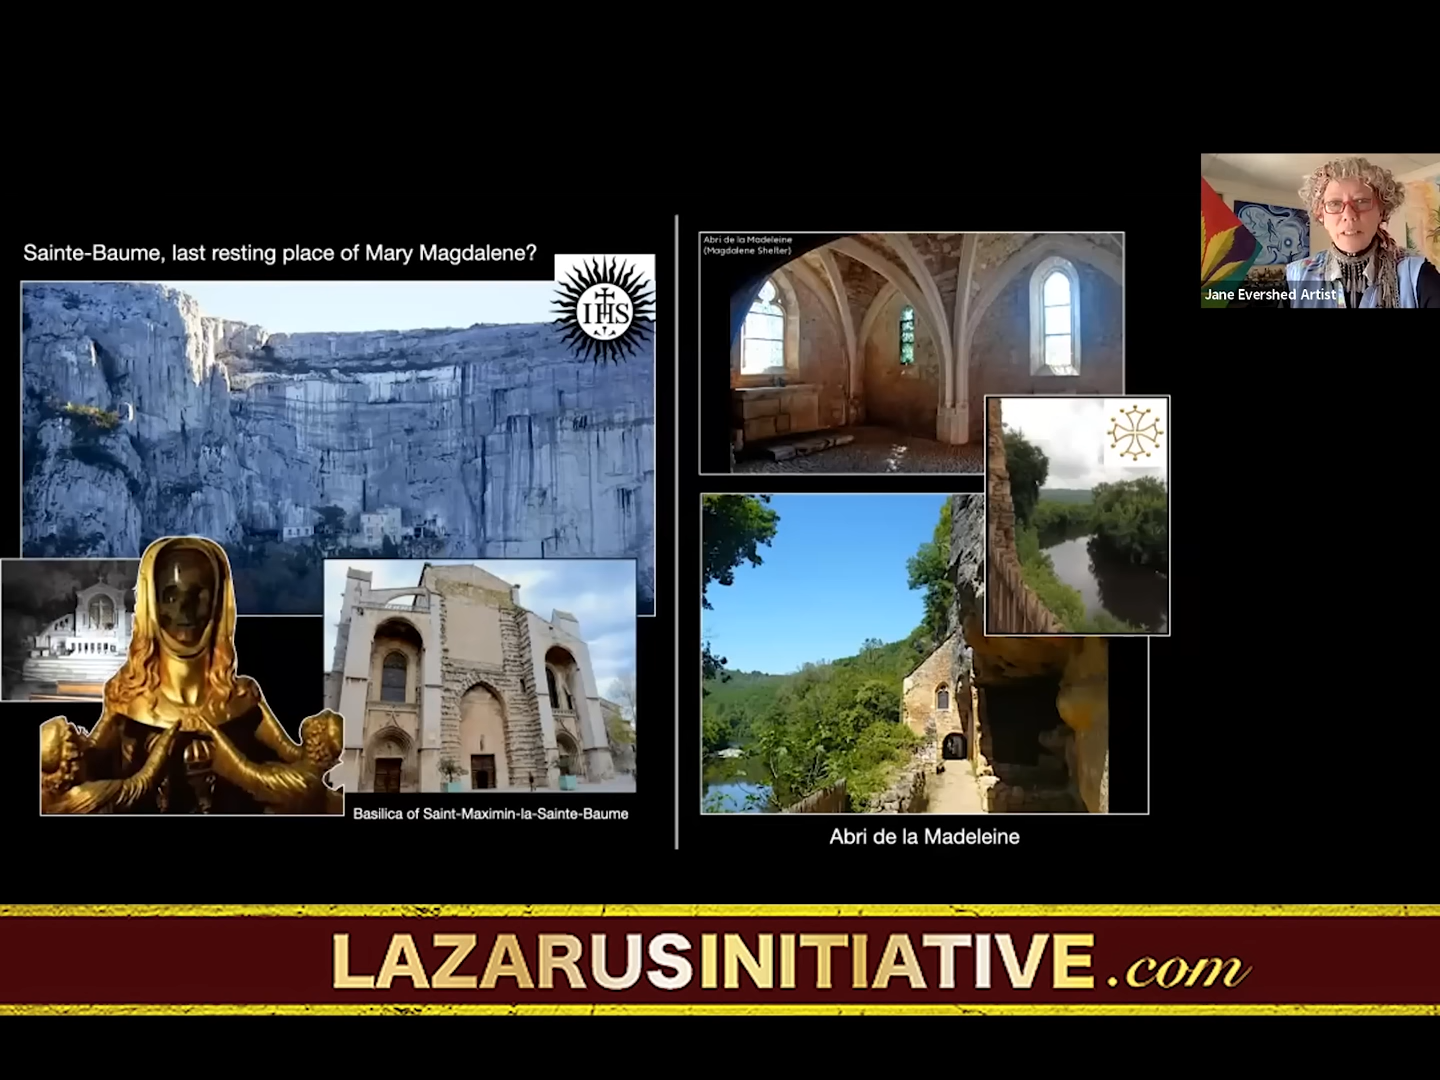 Sainte-Baume, last resting place of Mary Magdalene?
IHS
Basilica of Saint-Maximin-la-Sainte-Baume
Abri de la Madeleine
(Magdalene Shelter)
Abri de la Madeleine
Jane Evershed Artist
LAZARUSINITIATIVE.com